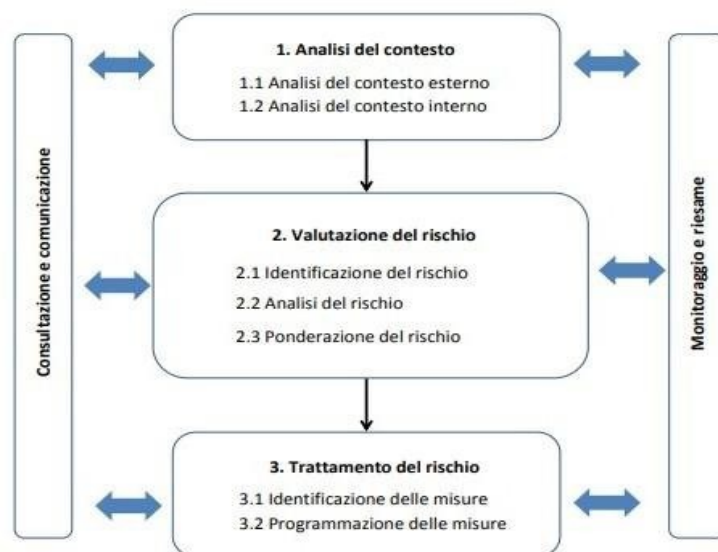 Consultazione e comunicazione
1. Analisi del contesto
1.1 Analisi del contesto esterno
1.2 Analisi del contesto interno
2. Valutazione del rischio
2.1 Identificazione del rischio
2.2 Analisi del rischio
2.3 Ponderazione del rischio
3. Trattamento del rischio
3.1 Identificazione delle misure
3.2 Programmazione delle misure
Monitoraggio e riesame